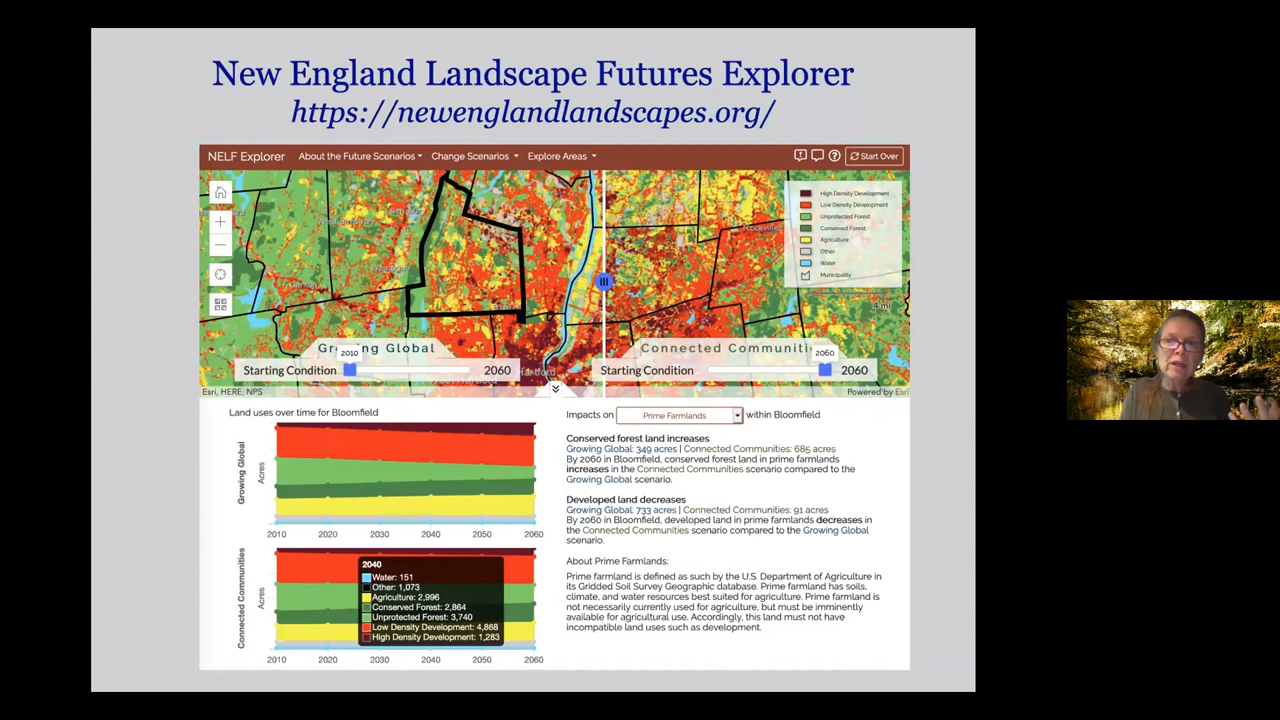 New England Landscape Futures Explorer
https://newenglandlandscapes.org/
NELF Explorer
About the Future Scenarios
Change Scenarios
Explore Areas
Start Over
High Density Development
Low Density Development
Unprotected Forest
Conserved Forest
Agriculture
Other
Water
Municipality
4 mi
Growing Global
Connected Communiti
2010
2060
Starting Condition
2060
Starting Condition
2060
Hartford
Esri, HERE, NPS
Powered by Esri
Land uses over time for Bloomfield
Growing Global
Acres
2010 2020 2030 2040 2050 2060
Connected Communities
Acres
2040
Water: 151
Other: 1,073
Agriculture: 2,996
Conserved Forest: 2,864
Unprotected Forest: 3,740
Low Density Development: 4,868
High Density Development: 1,283
2010 2020 2030 2040 2050 2060
Impacts on Prime Farmlands within Bloomfield
Conserved forest land increases
Growing Global: 349 acres | Connected Communities: 685 acres
By 2060 in Bloomfield, conserved forest land in prime farmlands
increases in the Connected Communities scenario compared to the
Growing Global scenario.
Developed land decreases
Growing Global: 733 acres | Connected Communities: 91 acres
By 2060 in Bloomfield, developed land in prime farmlands decreases in
the Connected Communities scenario compared to the Growing Global
scenario.
About Prime Farmlands:
Prime farmland is defined as such by the U.S. Department of Agriculture in
its Gridded Soil Survey Geographic database. Prime farmland has soils,
climate, and water resources best suited for agriculture. Prime farmland is
not necessarily currently used for agriculture, but must be imminently
available for agricultural use. Accordingly, this land must not have
incompatible land uses such as development.